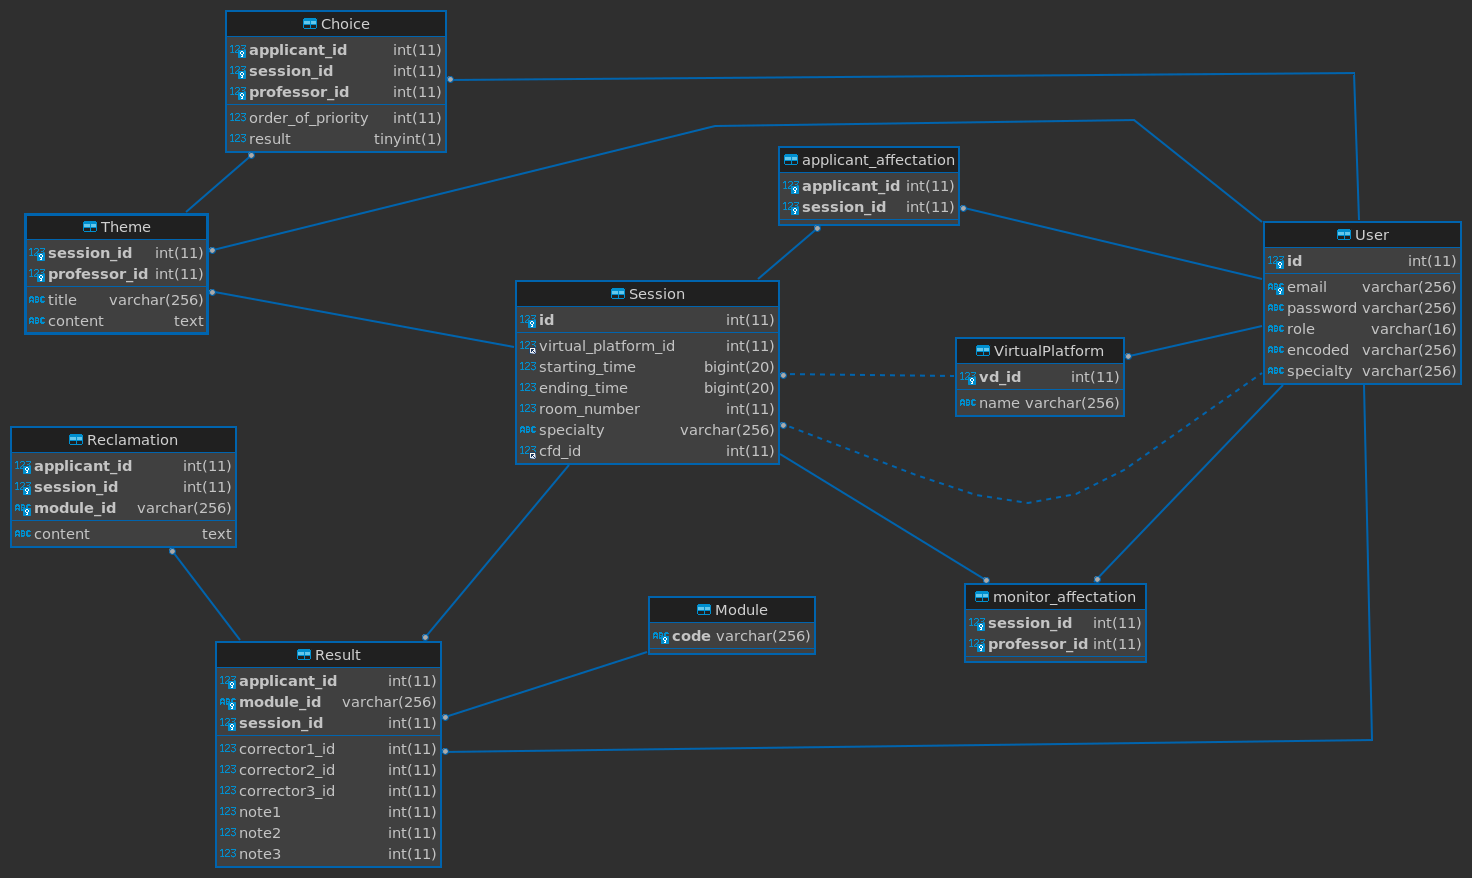 Choice
applicant_id int(11)
session_id int(11)
professor_id int(11)
order_of_priority int(11)
result tinyint(1)
applicant_affectation
applicant_id int(11)
session_id int(11)
Theme
session_id int(11)
professor_id int(11)
title varchar(256)
content text
User
id int(11)
email varchar(256)
password varchar(256)
role varchar(16)
encoded varchar(256)
specialty varchar(256)
Session
id int(11)
virtual_platform_id int(11)
starting_time bigint(20)
ending_time bigint(20)
room_number int(11)
specialty varchar(256)
cfd_id int(11)
VirtualPlatform
vd_id int(11)
name varchar(256)
Reclamation
applicant_id int(11)
session_id int(11)
module_id varchar(256)
content text
Module
code varchar(256)
monitor_affectation
session_id int(11)
professor_id int(11)
Result
applicant_id int(11)
module_id varchar(256)
session_id int(11)
corrector1_id int(11)
corrector2_id int(11)
corrector3_id int(11)
note1 int(11)
note2 int(11)
note3 int(11)